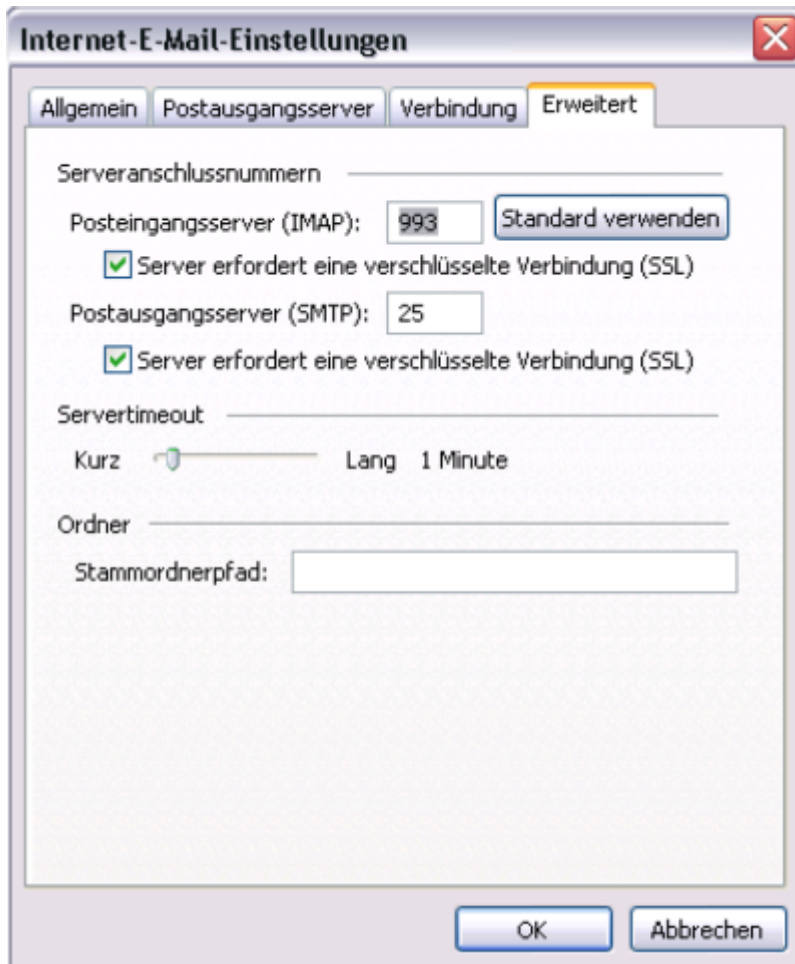 Internet-E-Mail-Einstellungen
Allgemein Postausgangsserver Verbindung Erweitert
Serveranschlussnummern
Posteingangsserver (IMAP): 993 Standard verwenden
Server erfordert eine verschlüsselte Verbindung (SSL)
Postausgangsserver (SMTP): 25
Server erfordert eine verschlüsselte Verbindung (SSL)
Servertimeout
Kurz Lang 1 Minute
Ordner
Stammordnerpfad:
OK Abbrechen